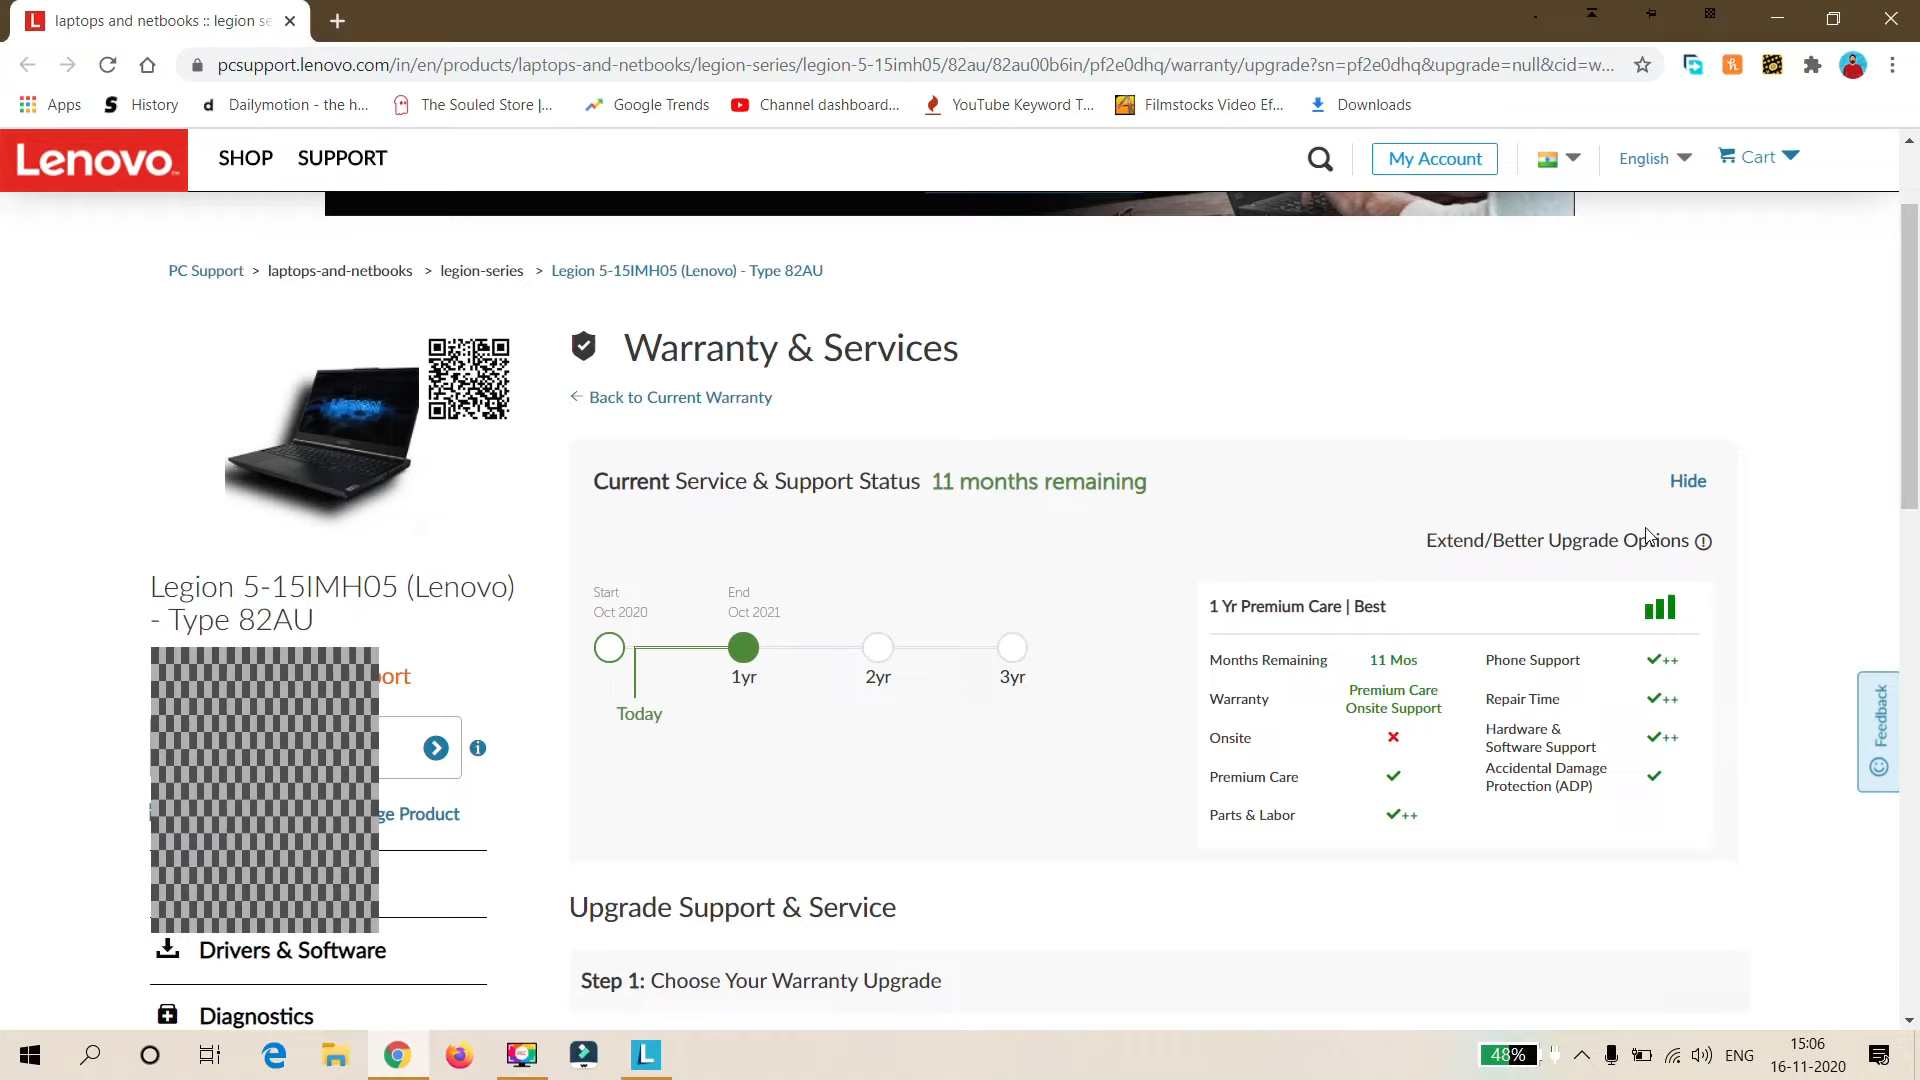 laptops and netbooks :: legion se
pcsupport.lenovo.com/in/en/products/laptops-and-netbooks/legion-series/legion-5-15imh05/82au/82au00b6in/pf2e0dhq/warranty/upgrade?sn=pf2e0dhq&upgrade=null&cid=w...
Apps
History
Dailymotion - the h...
The Souled Store |...
Google Trends
Channel dashboard...
YouTube Keyword T...
Filmstocks Video Ef...
Downloads
Lenovo
SHOP
SUPPORT
My Account
English
Cart
PC Support > laptops-and-netbooks > legion-series > Legion 5-15IMH05 (Lenovo) - Type 82AU
LEGION
Warranty & Services
Back to Current Warranty
Current Service & Support Status 11 months remaining
Hide
Extend/Better Upgrade Options
Start
Oct 2020
End
Oct 2021
1yr
2yr
3yr
Today
1 Yr Premium Care | Best
Months Remaining 11 Mos
Phone Support ++
Warranty Premium Care
Onsite Support
Repair Time ++
Onsite
Hardware &
Software Support ++
Premium Care
Accidental Damage
Protection (ADP)
Parts & Labor ++
Legion 5-15IMH05 (Lenovo)
- Type 82AU
ort
ge Product
Drivers & Software
Diagnostics
Feedback
Upgrade Support & Service
Step 1: Choose Your Warranty Upgrade
48%
ENG
15:06
16-11-2020